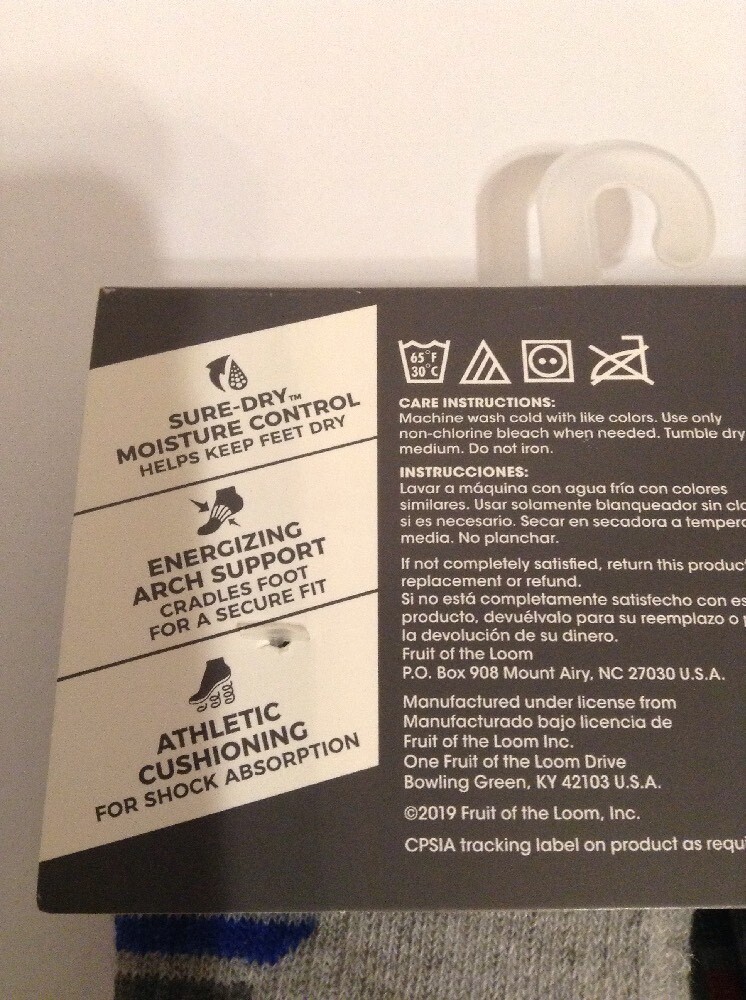 SURE-DRY™
MOISTURE CONTROL
HELPS KEEP FEET DRY
ENERGIZING
ARCH SUPPORT
CRADLES FOOT
FOR A SECURE FIT
ATHLETIC
CUSHIONING
FOR SHOCK ABSORPTION
65°F
30°C
CARE INSTRUCTIONS:
Machine wash cold with like colors. Use only
non-chlorine bleach when needed. Tumble dry
medium. Do not iron.
INSTRUCCIONES:
Lavar a máquina con agua fría con colores
similares. Usar solamente blanqueador sin
si es necesario. Secar en secadora a
media. No planchar.
If not completely satisfied, return this
replacement or refund.
Si no está completamente satisfecho con
producto, devuélvalo para su reemplazo o
la devolución de su dinero.
Fruit of the Loom
P.O. Box 908 Mount Airy, NC 27030 U.S.A.
Manufactured under license from
Manufacturado bajo licencia de
Fruit of the Loom Inc.
One Fruit of the Loom Drive
Bowling Green, KY 42103 U.S.A.
©2019 Fruit of the Loom, Inc.
CPSIA tracking label on product as